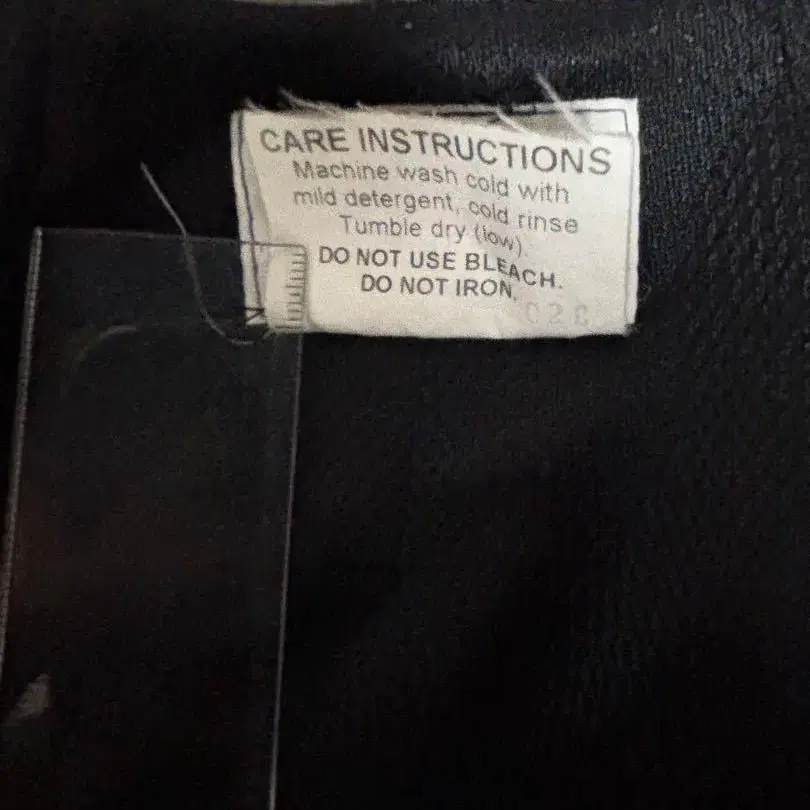 CARE INSTRUCTIONS
Machine wash cold with
mild detergent, cold rinse
Tumble dry (low).
DO NOT USE BLEACH.
DO NOT IRON.